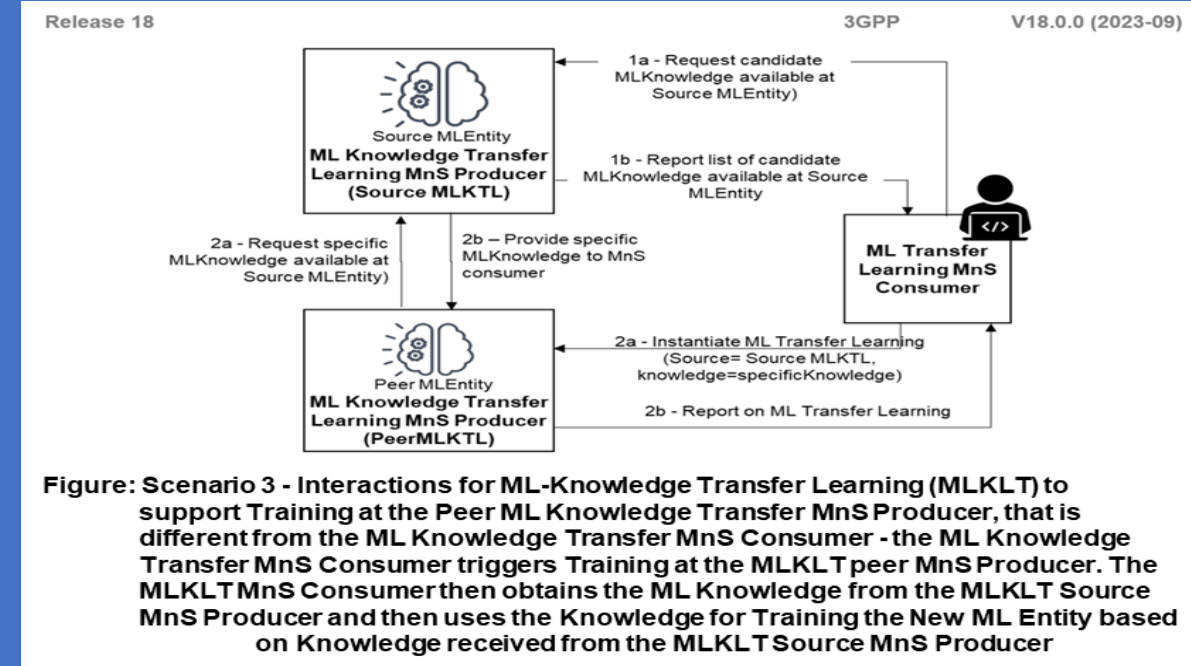 Release 18 3GPP V18.0.0 (2023-09)
1a - Request candidate
MLKnowledge available at
Source MLEntity)
Source MLEntity
ML Knowledge Transfer
Learning MnS Producer
(Source MLKTL)
1b - Report list of candidate
MLKnowledge available at Source
MLEntity
</>
ML Transfer
Learning MnS
Consumer
2a - Request specific
MLKnowledge available at
Source MLEntity)
2b – Provide specific
MLKnowledge to MnS
consumer
Peer MLEntity
ML Knowledge Transfer
Learning MnS Producer
(PeerMLKTL)
2a - Instantiate ML Transfer Learning
(Source= Source MLKTL,
knowledge=specificKnowledge)
2b - Report on ML Transfer Learning
Figure: Scenario 3 - Interactions for ML-Knowledge Transfer Learning (MLKLT) to
support Training at the Peer ML Knowledge Transfer MnS Producer, that is
different from the ML Knowledge Transfer MnS Consumer - the ML Knowledge
Transfer MnS Consumer triggers Training at the MLKLT peer MnS Producer. The
MLKLT MnS Consumer then obtains the ML Knowledge from the MLKLT Source
MnS Producer and then uses the Knowledge for Training the New ML Entity based
on Knowledge received from the MLKLT Source MnS Producer